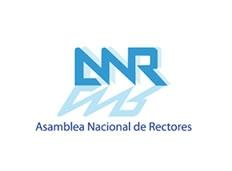 ANR
Asamblea Nacional de Rectores